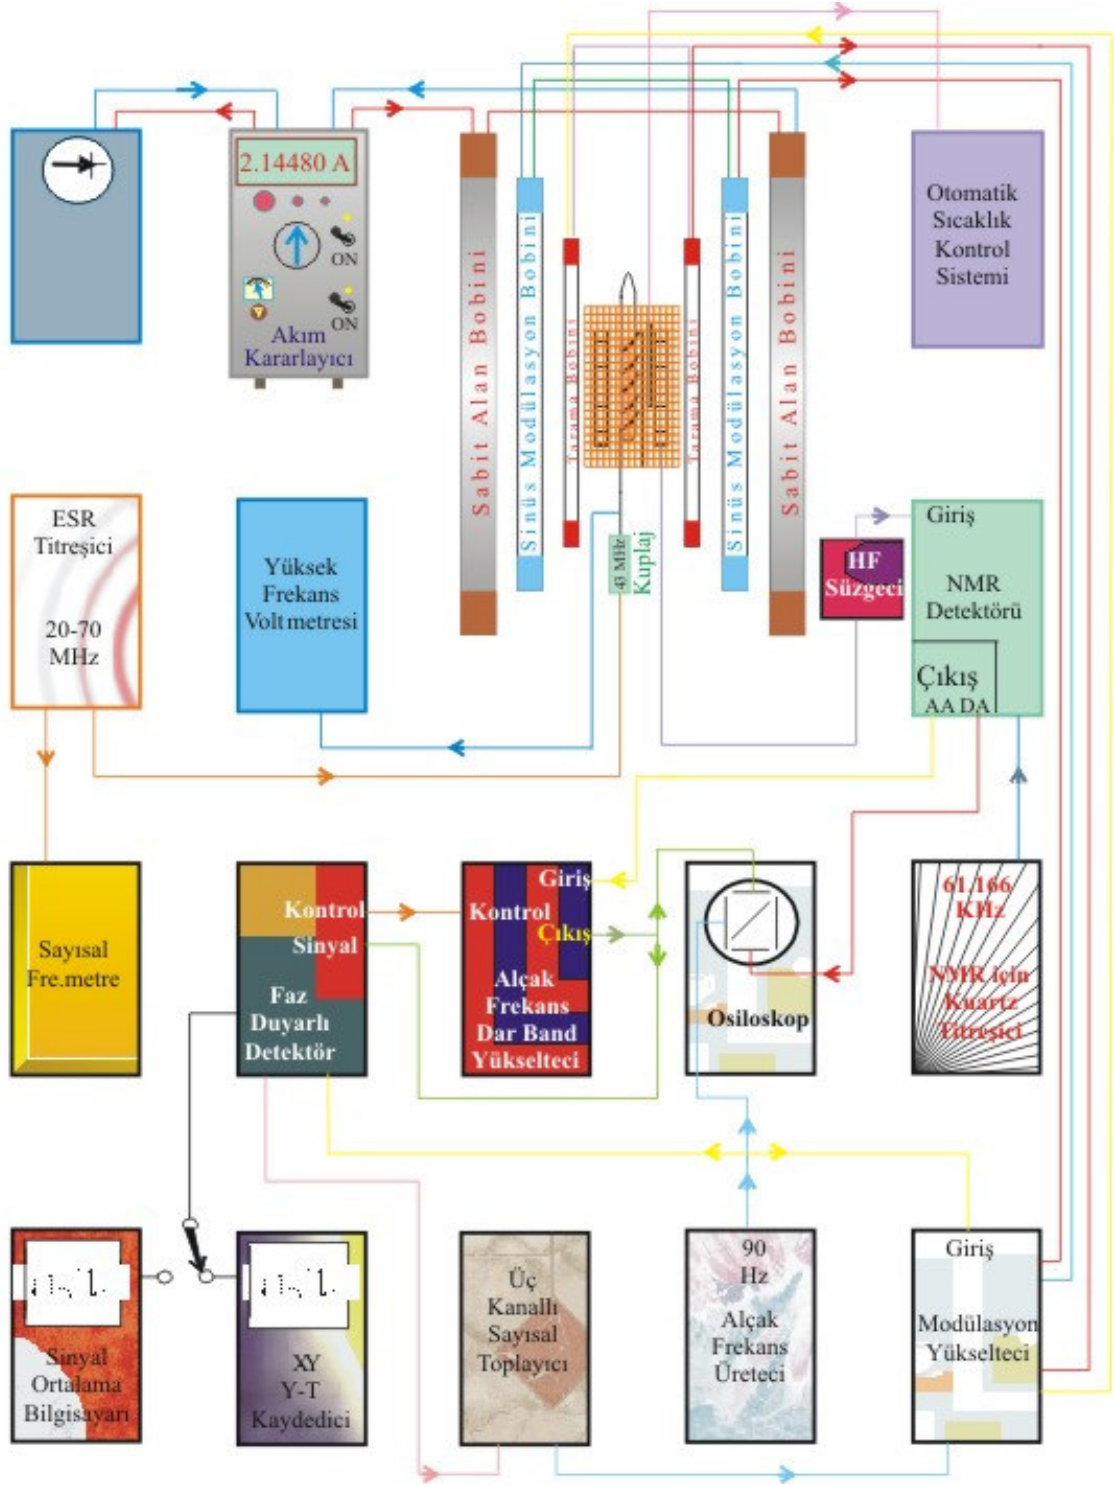 2.14480 A
ON
ON
Akım
Kararlayıcı
Sabit Alan Bobini
Sinüs Modülasyon Bobini
Tarama Bobini
Tarama Bobini
Sinüs Modülasyon Bobini
Sabit Alan Bobini
Otomatik
Sıcaklık
Kontrol
Sistemi
ESR
Titreşici
20-70
MHz
Yüksek
Frekans
Voltmetresi
43 MHz
Kuplaj
HF
Süzgeci
Giriş
NMR
Detektörü
Çıkış
AA DA
Sayısal
Fre.metre
Kontrol
Sinyal
Faz
Duyarlı
Detektör
Giriş
Kontrol
Çıkış
Alçak
Frekans
Dar Band
Yükselteci
Osiloskop
61.166
KHz
NMR için
Kuartz
Titreşici
Sinyal
Ortalama
Bilgisayarı
XY
Y-T
Kaydedici
Üç
Kanallı
Sayısal
Toplayıcı
90
Hz
Alçak
Frekans
Üreteci
Giriş
Modülasyon
Yükselteci